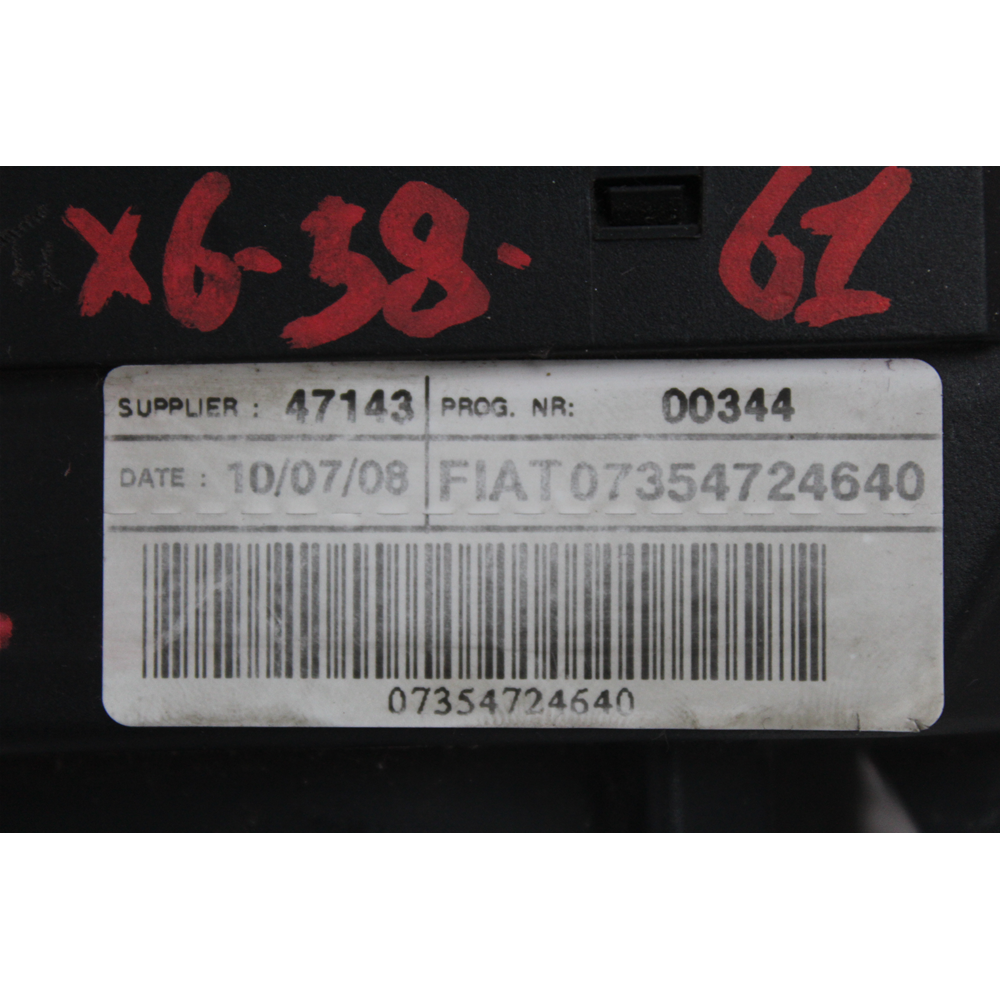 X6-38- 61
SUPPLIER : 47143 PROG. NR: 00344
DATE : 10/07/08 FIAT 07354724640
07354724640